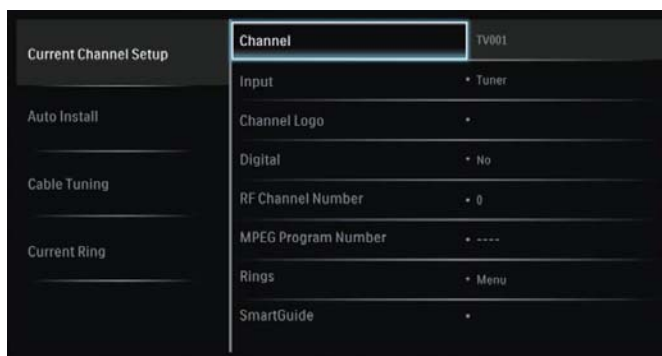 Current Channel Setup
Auto Install
Cable Tuning
Current Ring
Channel TV001
Input • Tuner
Channel Logo •
Digital • No
RF Channel Number • 0
MPEG Program Number • ----
Rings • Menu
SmartGuide •